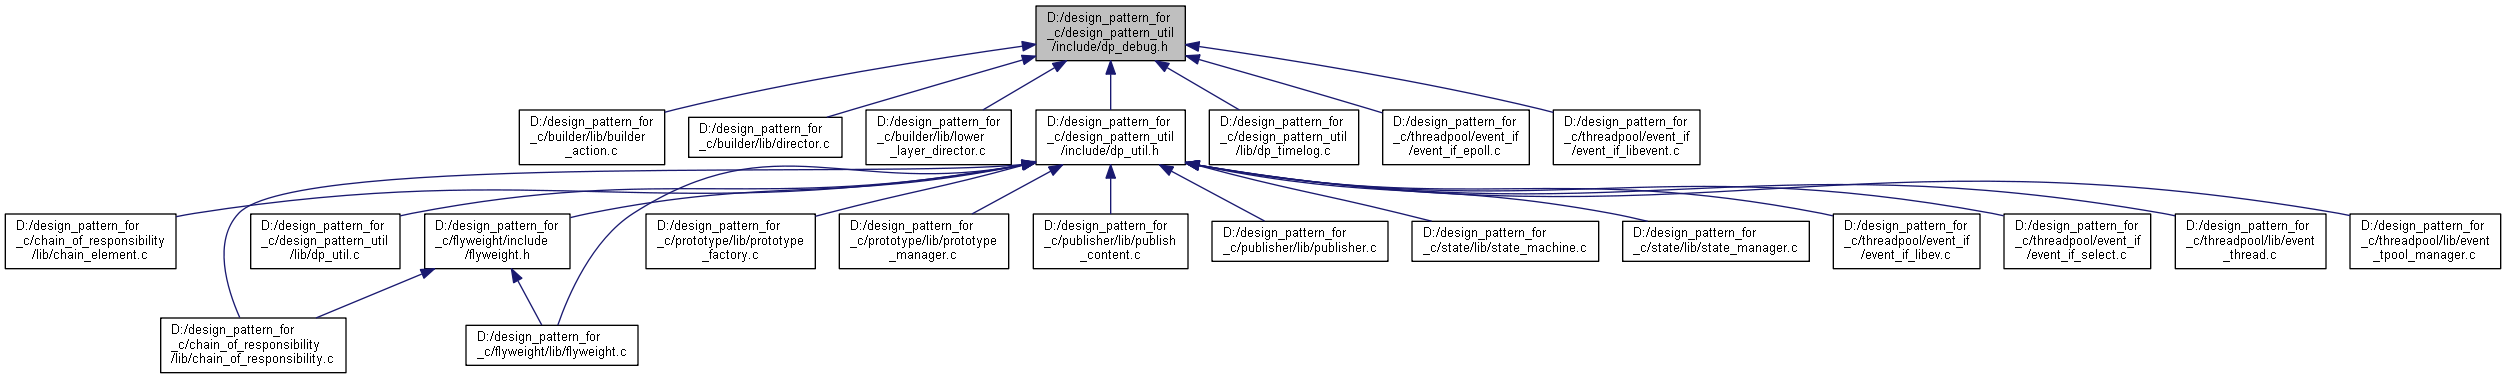 D:/design_pattern_for
_c/design_pattern_util
/include/dp_debug.h
D:/design_pattern_for
_c/builder/lib/builder
_action.c
D:/design_pattern_for
_c/builder/lib/director.c
D:/design_pattern_for
_c/builder/lib/lower
_layer_director.c
D:/design_pattern_for
_c/design_pattern_util
/include/dp_util.h
D:/design_pattern_for
_c/design_pattern_util
/lib/dp_timelog.c
D:/design_pattern_for
_c/threadpool/event_if
/event_if_epoll.c
D:/design_pattern_for
_c/threadpool/event_if
/event_if_libevent.c
D:/design_pattern_for
_c/chain_of_responsibility
/lib/chain_element.c
D:/design_pattern_for
_c/design_pattern_util
/lib/dp_util.c
D:/design_pattern_for
_c/flyweight/include
/flyweight.h
D:/design_pattern_for
_c/prototype/lib/prototype
_factory.c
D:/design_pattern_for
_c/prototype/lib/prototype
_manager.c
D:/design_pattern_for
_c/publisher/lib/publish
_content.c
D:/design_pattern_for
_c/publisher/lib/publisher.c
D:/design_pattern_for
_c/state/lib/state_machine.c
D:/design_pattern_for
_c/state/lib/state_manager.c
D:/design_pattern_for
_c/threadpool/event_if
/event_if_libev.c
D:/design_pattern_for
_c/threadpool/event_if
/event_if_select.c
D:/design_pattern_for
_c/threadpool/lib/event
_thread.c
D:/design_pattern_for
_c/threadpool/lib/event
_tpool_manager.c
D:/design_pattern_for
_c/chain_of_responsibility
/lib/chain_of_responsibility.c
D:/design_pattern_for
_c/flyweight/lib/flyweight.c